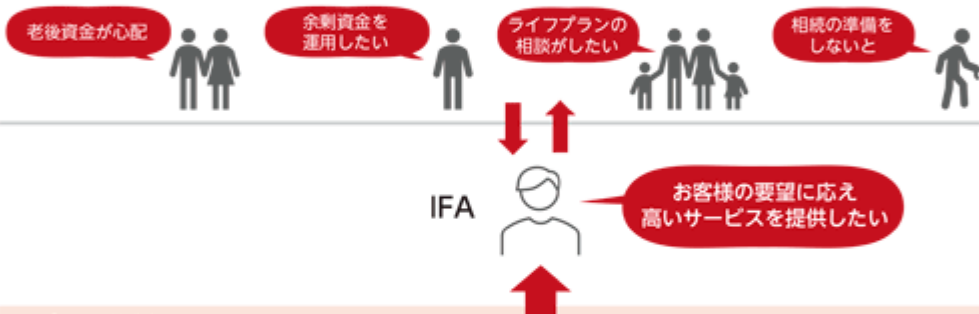 老後資金が心配
余剰資金を
運用したい
ライフプランの
相談がしたい
相続の準備を
しないと
IFA
お客様の要望に応え
高いサービスを提供したい